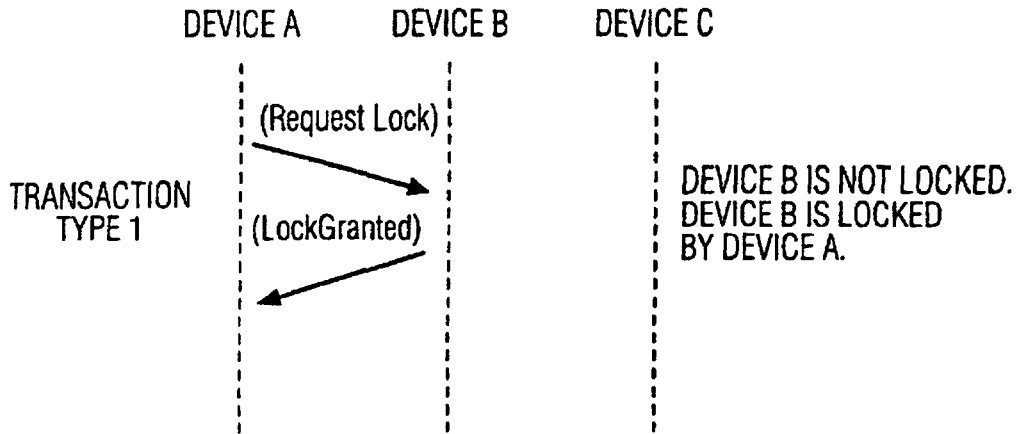 DEVICE A DEVICE B DEVICE C
(Request Lock)
TRANSACTION
TYPE 1
(LockGranted)
DEVICE B IS NOT LOCKED.
DEVICE B IS LOCKED
BY DEVICE A.